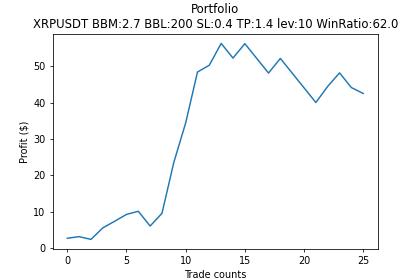 Portfolio
XRPUSDT BBM:2.7 BBL:200 SL:0.4 TP:1.4 lev:10 WinRatio:62.0
Profit ($)
50
40
30
20
10
0
0 5 10 15 20 25
Trade counts